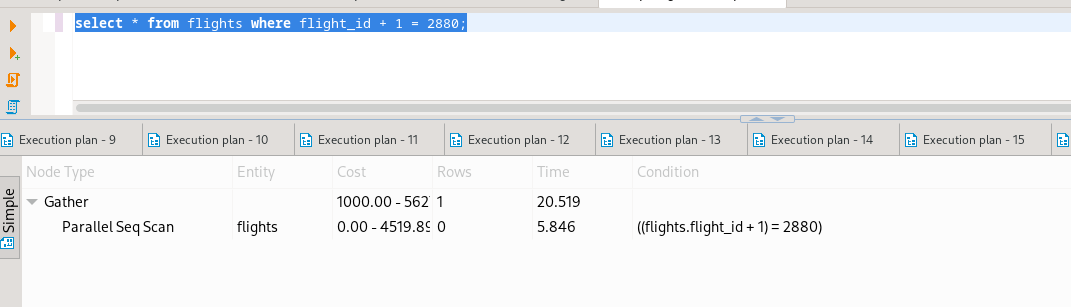 select * from flights where flight_id + 1 = 2880;
Execution plan - 9 Execution plan - 10 Execution plan - 11 Execution plan - 12 Execution plan - 13 Execution plan - 14 Execution plan - 15
Node Type Entity Cost Rows Time Condition
Simple
Gather 1000.00 - 562 1 20.519
Parallel Seq Scan flights 0.00 - 4519.89 0 5.846 ((flights.flight_id + 1) = 2880)